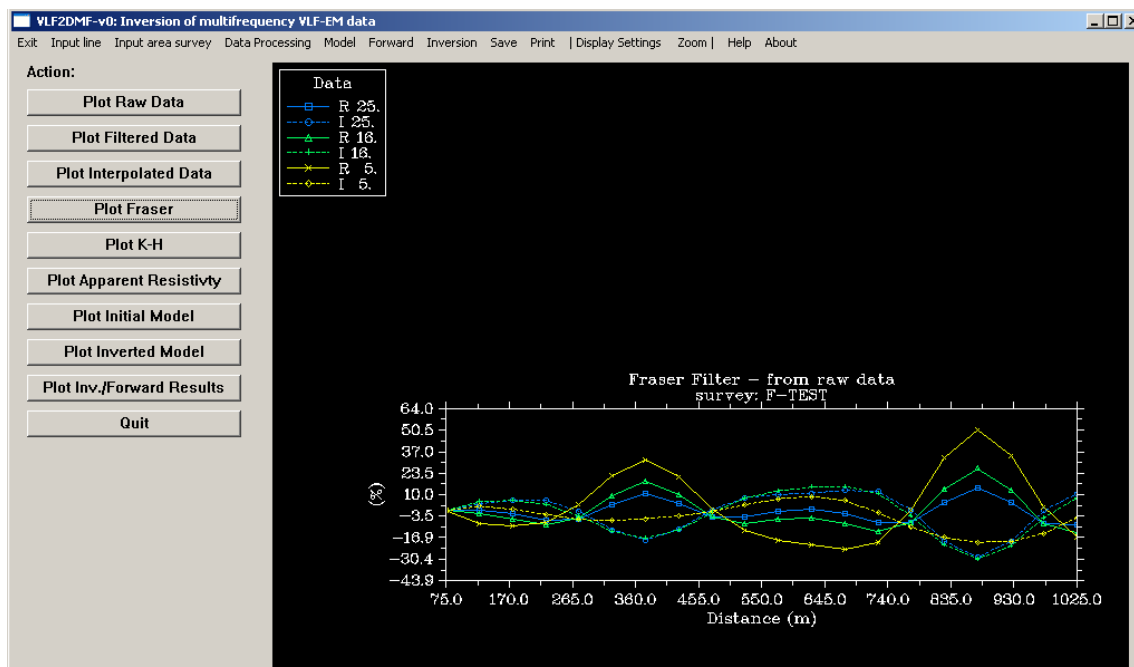 VLF2DMF-v0: Inversion of multifrequency VLF-EM data
Exit Input line Input area survey Data Processing Model Forward Inversion Save Print | Display Settings Zoom | Help About
Action:
Plot Raw Data
Plot Filtered Data
Plot Interpolated Data
Plot Fraser
Plot K-H
Plot Apparent Resistivty
Plot Initial Model
Plot Inverted Model
Plot Inv./Forward Results
Quit
Data
R 25.
I 25.
R 16.
I 16.
R 5.
I 5.
Fraser Filter - from raw data
survey: F-TEST
64.0
50.5
37.0
23.5
10.0
-3.5
-16.9
-30.4
-43.9
(%)
75.0 170.0 265.0 360.0 455.0 550.0 645.0 740.0 835.0 930.0 1025.0
Distance (m)